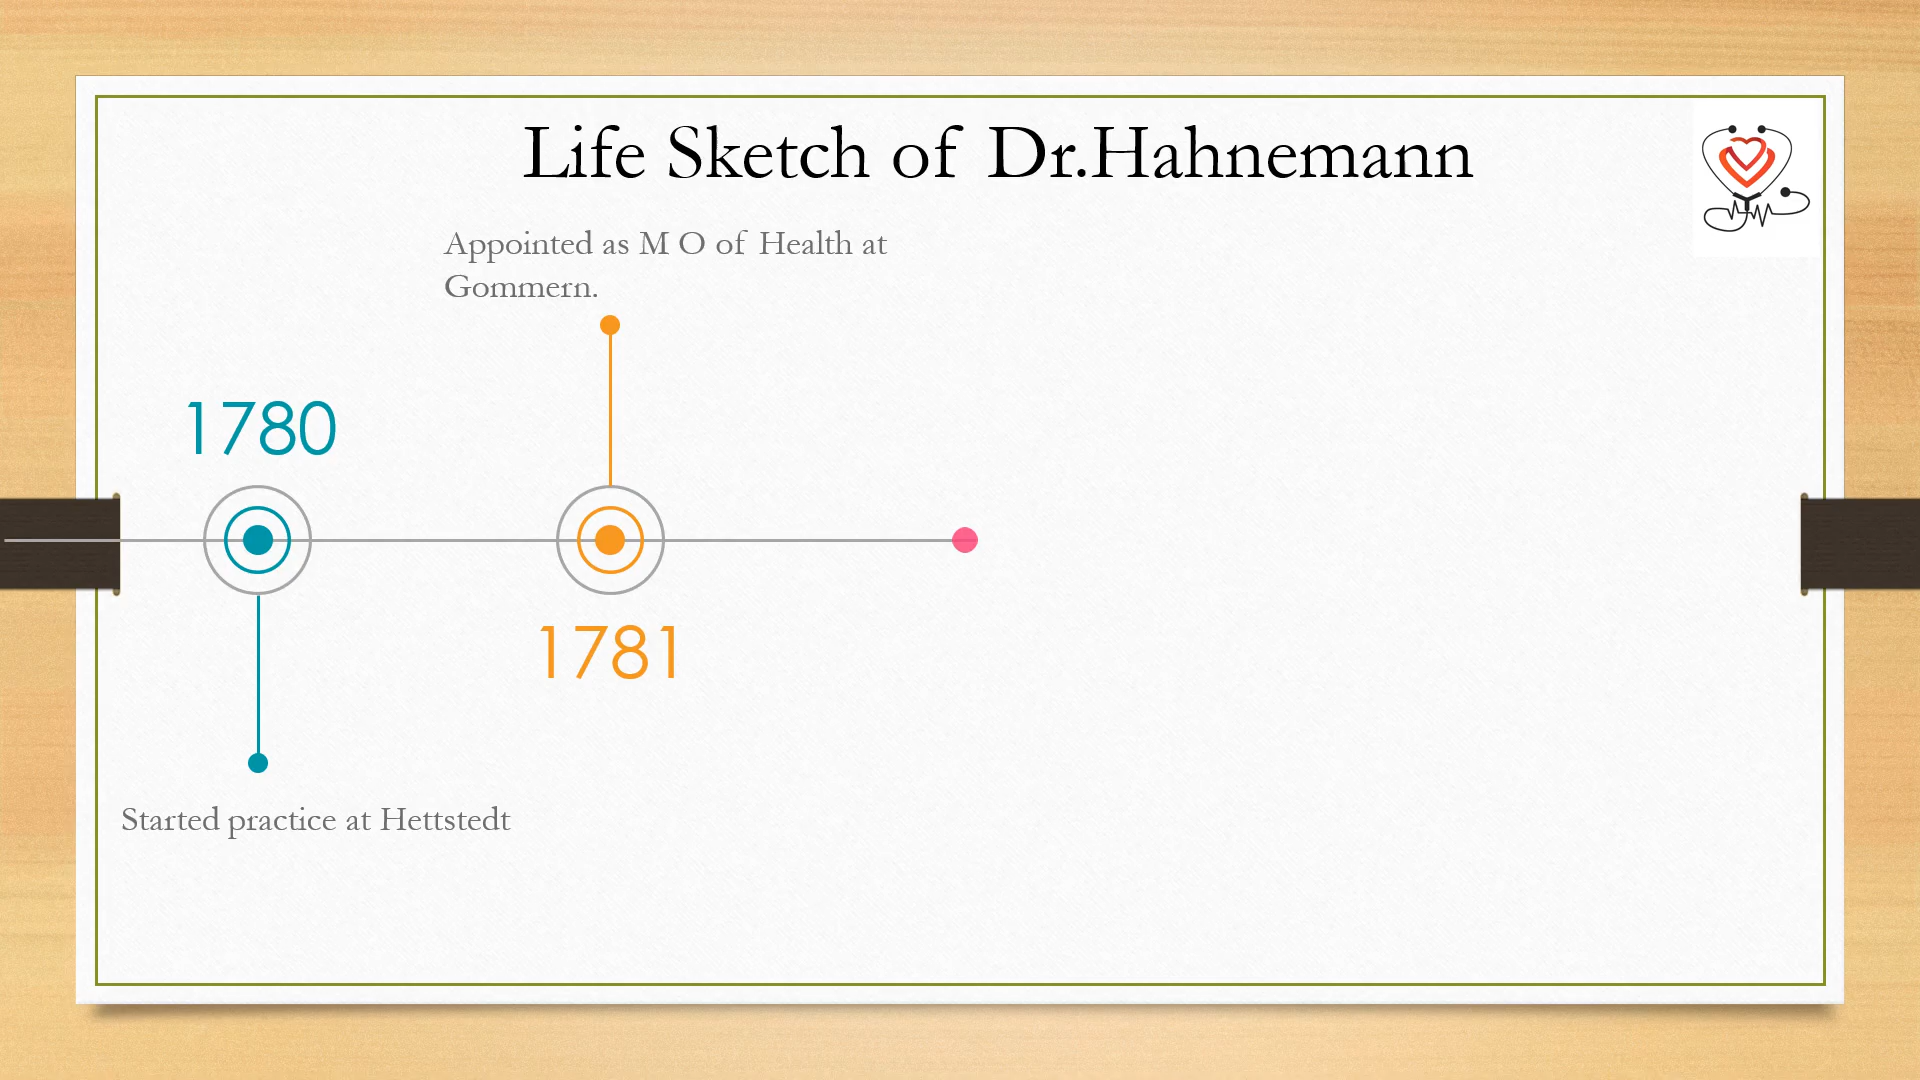 Life Sketch of Dr.Hahnemann
Appointed as M O of Health at
Gommern.
1780
1781
Started practice at Hettstedt